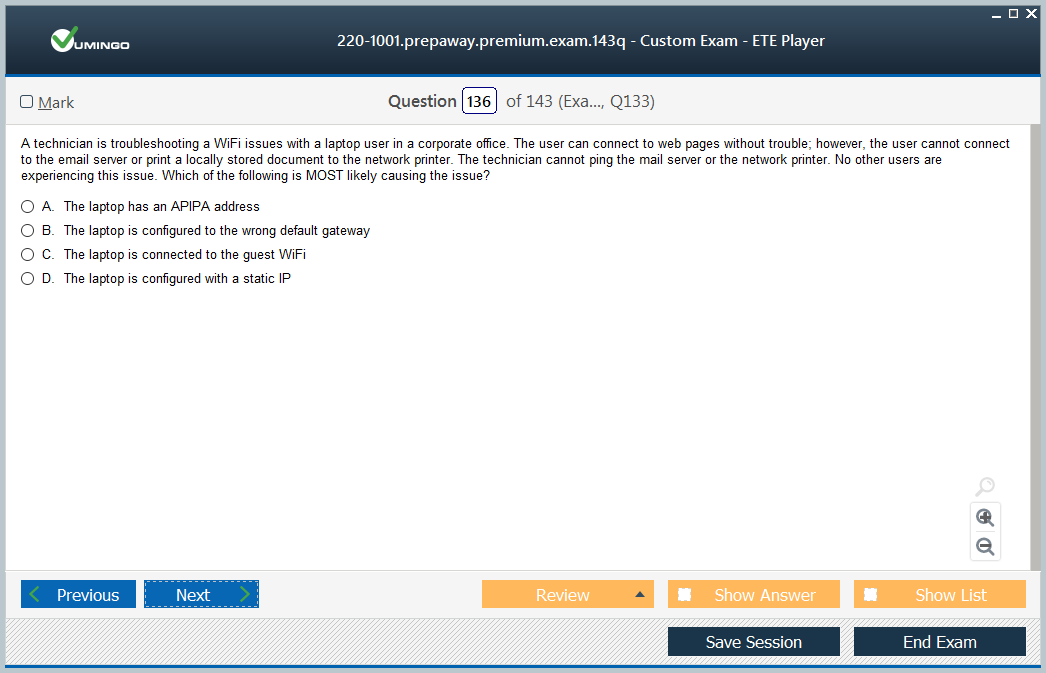 VUMINGO
220-1001.prepaway.premium.exam.143q - Custom Exam - ETE Player
Mark
Question 136 of 143 (Exa..., Q133)
A technician is troubleshooting a WiFi issues with a laptop user in a corporate office. The user can connect to web pages without trouble; however, the user cannot connect
to the email server or print a locally stored document to the network printer. The technician cannot ping the mail server or the network printer. No other users are
experiencing this issue. Which of the following is MOST likely causing the issue?
A. The laptop has an APIPA address
B. The laptop is configured to the wrong default gateway
C. The laptop is connected to the guest WiFi
D. The laptop is configured with a static IP
Previous
Next
Review
Show Answer
Show List
Save Session
End Exam